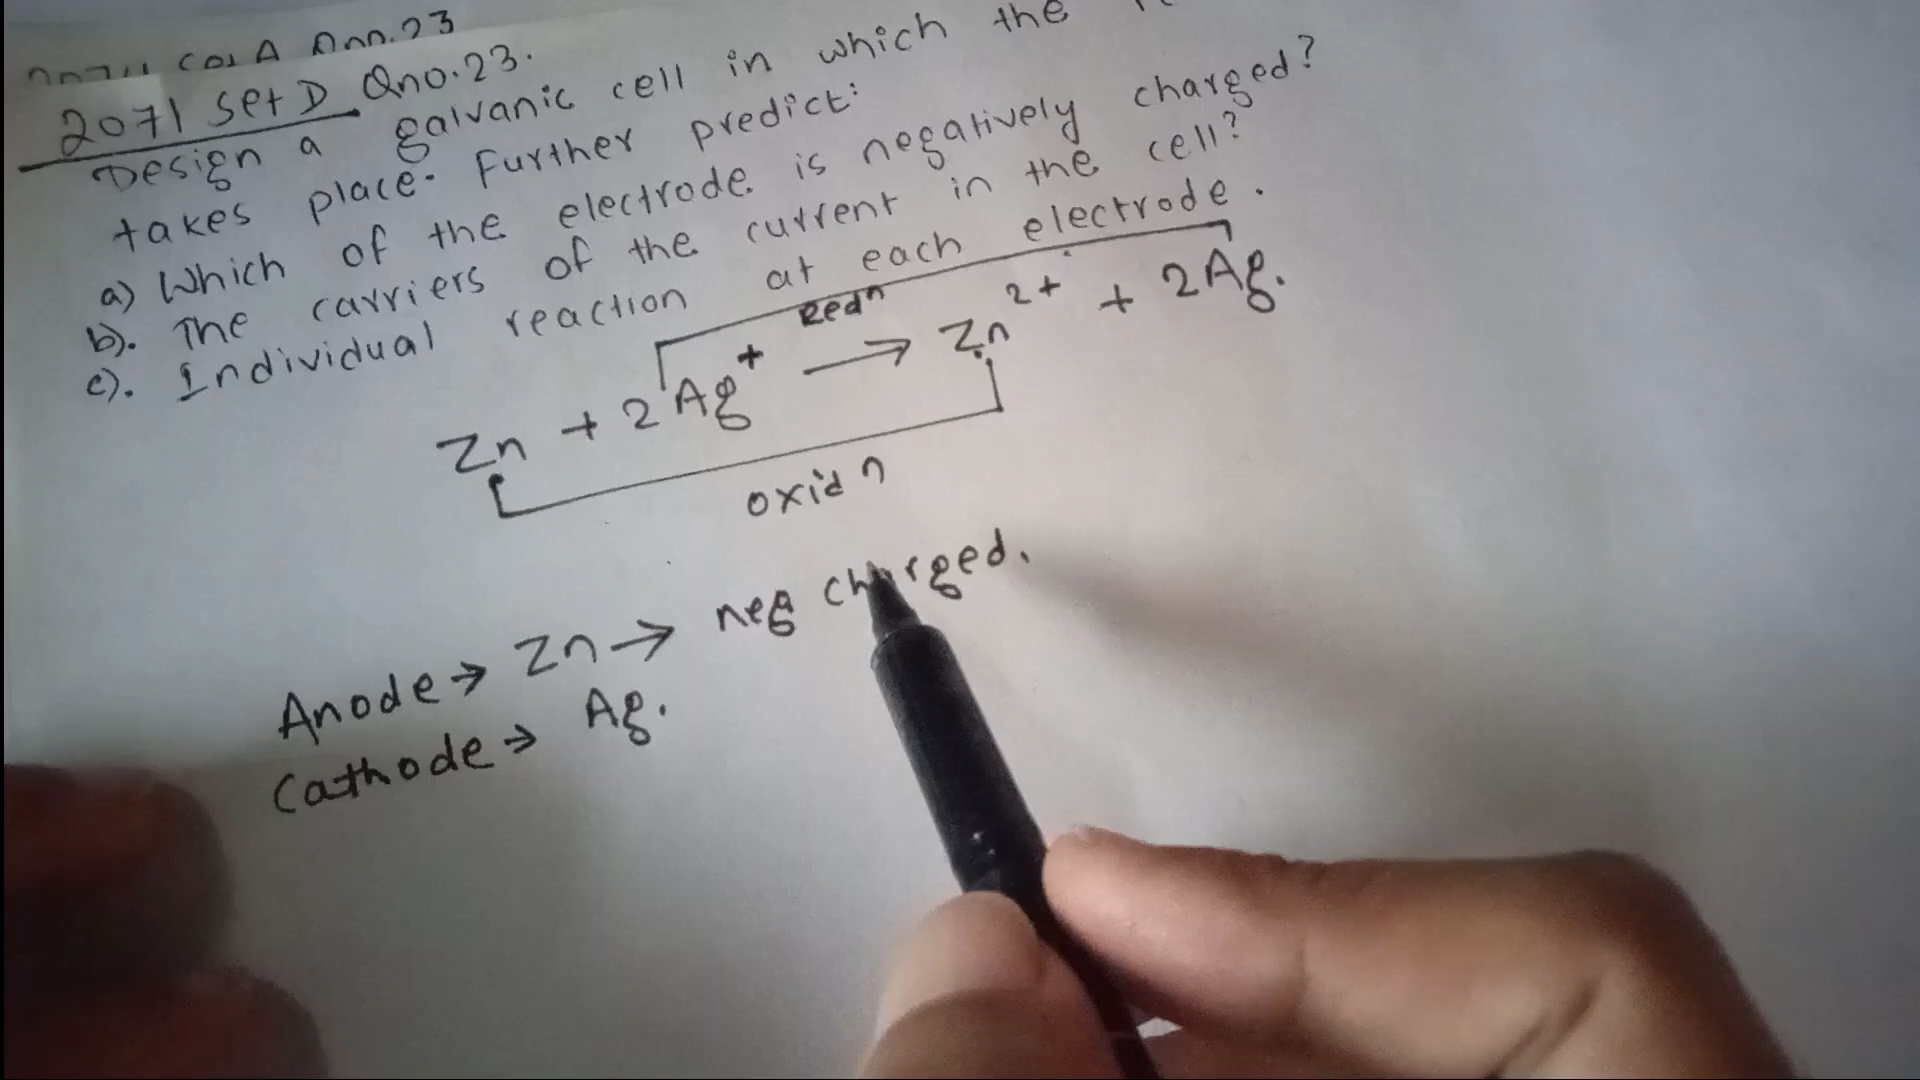 2071 Set D Qno.23.
Design a galvanic cell in which the
takes place. Further predict:
a) Which of the electrode is negatively charged?
b). The carriers of the current in the cell?
c). Individual reaction at each electrode.
Redn
Zn + 2Ag+ → Zn2+ + 2Ag.
oxidn
Anode → Zn → neg charged.
Cathode → Ag.